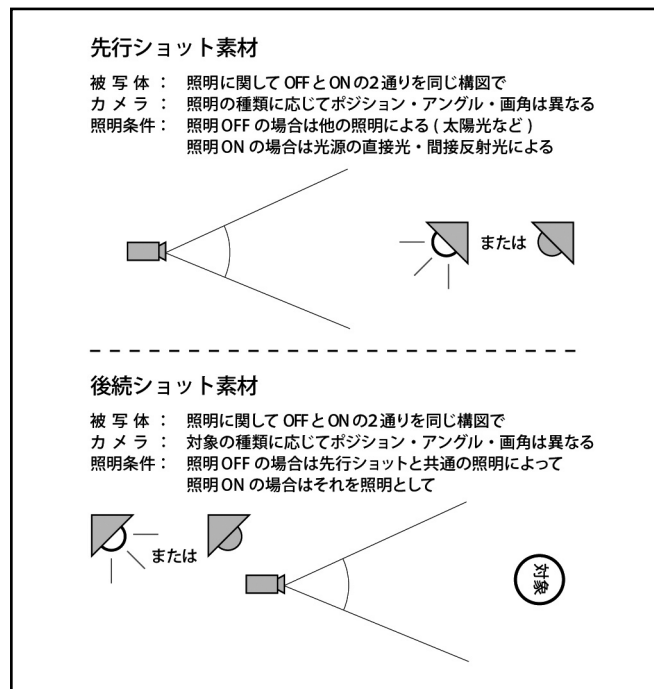 先行ショット素材
被 写 体 ： 照明に関して OFFと ONの2通りを同じ構図で
カ メ ラ ： 照明の種類に応じてポジション・アングル・画角は異なる
照明条件： 照明 OFF の場合は他の照明による ( 太陽光など )
照明 ON の場合は光源の直接光・間接反射光による
または
後続ショット素材
被 写 体 ： 照明に関して OFFと ONの2通りを同じ構図で
カ メ ラ ： 対象の種類に応じてポジション・アングル・画角は異なる
照明条件： 照明 OFF の場合は先行ショットと共通の照明によって
照明 ON の場合はそれを照明として
または
対象